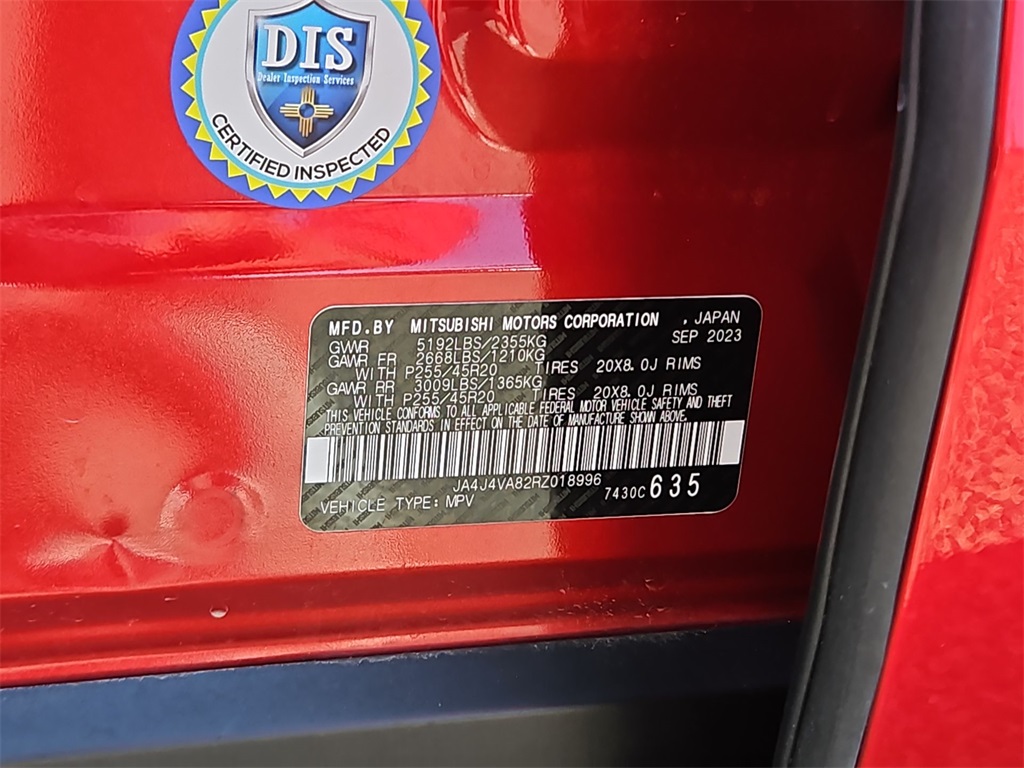 DIS
Dealer Inspection Services
CERTIFIED INSPECTED
MFD.BY MITSUBISHI MOTORS CORPORATION , JAPAN
GVWR 5192LBS/2355KG SEP 2023
GAWR FR 2668LBS/1210KG
WITH P255/45R20 TIRES 20X8.0J RIMS
GAWR RR 3009LBS/1365KG
WITH P255/45R20 TIRES 20X8.0J RIMS
THIS VEHICLE CONFORMS TO ALL APPLICABLE FEDERAL MOTOR VEHICLE SAFETY AND THEFT
PREVENTION STANDARDS IN EFFECT ON THE DATE OF MANUFACTURE SHOWN ABOVE.
JA4J4VA82RZ018996
VEHICLE TYPE: MPV 7430C 635